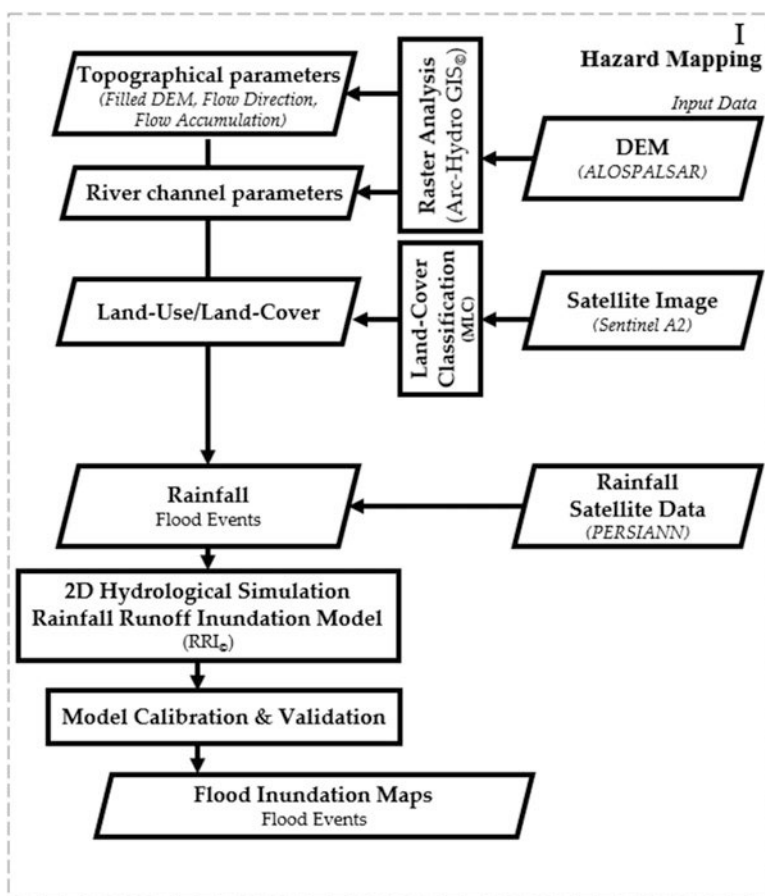 I
Hazard Mapping
Input Data
Topographical parameters
(Filled DEM, Flow Direction,
Flow Accumulation)
Raster Analysis
(Arc-Hydro GIS©)
DEM
(ALOSPALSAR)
River channel parameters
Land-Use/Land-Cover
Land-Cover
Classification
(MLC)
Satellite Image
(Sentinel A2)
Rainfall
Flood Events
Rainfall
Satellite Data
(PERSIANN)
2D Hydrological Simulation
Rainfall Runoff Inundation Model
(RRI©)
Model Calibration & Validation
Flood Inundation Maps
Flood Events